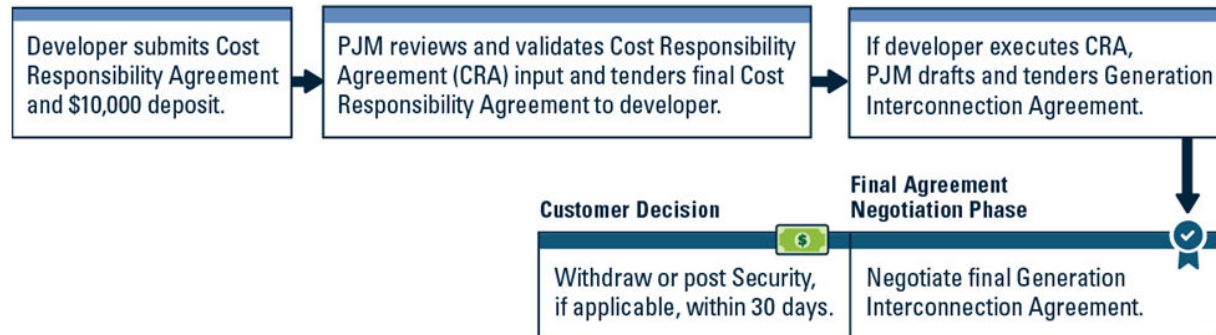 Developer submits Cost
Responsibility Agreement
and $10,000 deposit.
PJM reviews and validates Cost Responsibility
Agreement (CRA) input and tenders final Cost
Responsibility Agreement to developer.
If developer executes CRA,
PJM drafts and tenders Generation
Interconnection Agreement.
Final Agreement
Negotiation Phase
Negotiate final Generation
Interconnection Agreement.
Customer Decision
$
Withdraw or post Security,
if applicable, within 30 days.